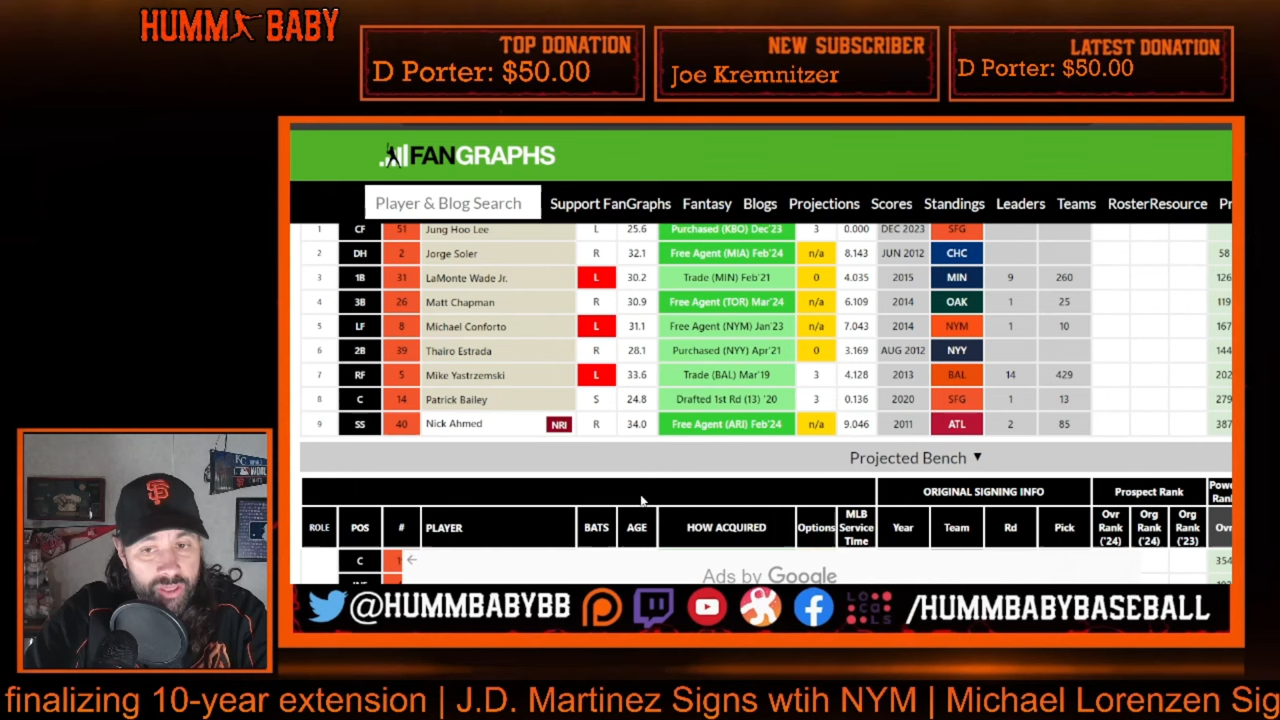 HUMM BABY
TOP DONATION
D Porter: $50.00
NEW SUBSCRIBER
Joe Kremnitzer
LATEST DONATION
D Porter: $50.00
FANGRAPHS
Player & Blog Search Support FanGraphs Fantasy Blogs Projections Scores Standings Leaders Teams RosterResource Pr
1 CF 51 Jung Hoo Lee L 25.6 Purchased (KBO) Dec'23 3 0.000 DEC 2023 SFG
2 DH 2 Jorge Soler R 32.1 Free Agent (MIA) Feb'24 n/a 8.143 JUN 2012 CHC 58
3 1B 31 LaMonte Wade Jr. L 30.2 Trade (MIN) Feb'21 0 4.035 2015 MIN 9 260 126
4 3B 26 Matt Chapman R 30.9 Free Agent (TOR) Mar'24 n/a 6.109 2014 OAK 1 25 119
5 LF 8 Michael Conforto L 31.1 Free Agent (NYM) Jan'23 n/a 7.043 2014 NYM 1 10 167
6 2B 39 Thairo Estrada R 28.1 Purchased (NYY) Apr'21 0 3.169 AUG 2012 NYY 144
7 RF 5 Mike Yastrzemski L 33.6 Trade (BAL) Mar'19 3 4.128 2013 BAL 14 429 202
8 C 14 Patrick Bailey S 24.8 Drafted 1st Rd (13) '20 3 0.136 2020 SFG 1 13 279
9 SS 40 Nick Ahmed NRI R 34.0 Free Agent (ARI) Feb'24 n/a 9.046 2011 ATL 2 85 387
Projected Bench ▼
ORIGINAL SIGNING INFO Prospect Rank
ROLE POS # PLAYER BATS AGE HOW ACQUIRED Options MLB Service Time Year Team Rd Pick Ovr Rank ('24) Org Rank ('24) Org Rank ('23) Ovr
C 354
Ads by Google
@HUMMBABYBB LOCALS /HUMMBABYBASEBALL
finalizing 10-year extension | J.D. Martinez Signs wtih NYM | Michael Lorenzen Sig